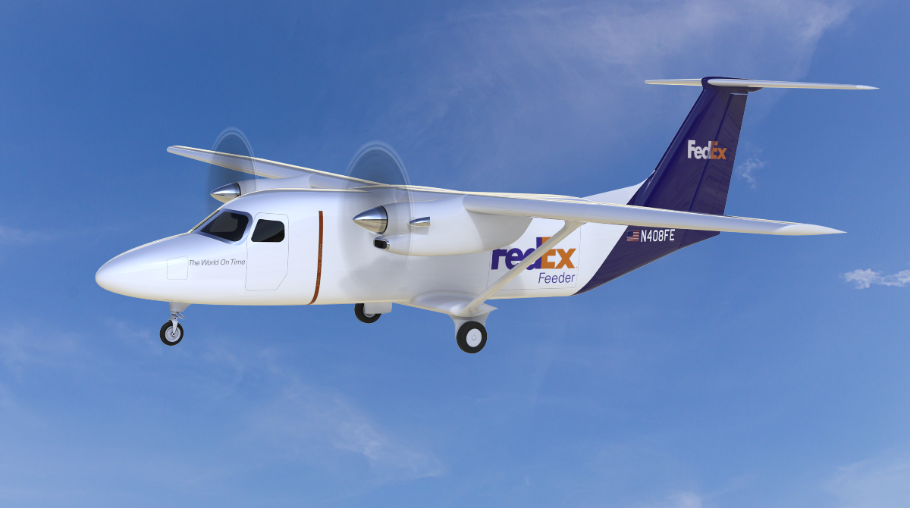 FedEx
N408FE
The World On Time
FedEx
Feeder